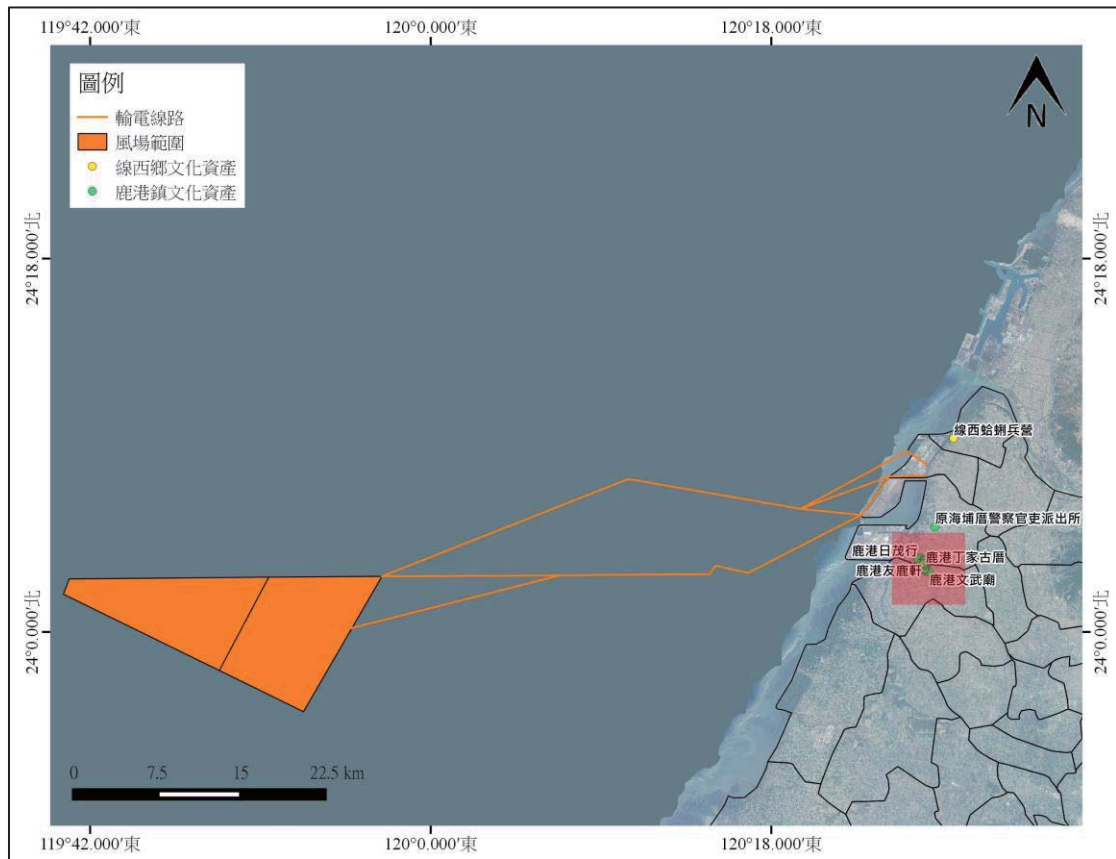 119°42.000'東 120°0.000'東 120°18.000'東
圖例
輸電線路
風場範圍
線西鄉文化資產
鹿港鎮文化資產
N
24°18.000'北
24°18.000'北
線西蛤蜊兵營
原海埔厝警察官吏派出所
鹿港日茂行
鹿港丁家古厝
鹿港友鹿軒
鹿港文武廟
24°0.000'北
24°0.000'北
0 7.5 15 22.5 km
119°42.000'東 120°0.000'東 120°18.000'東